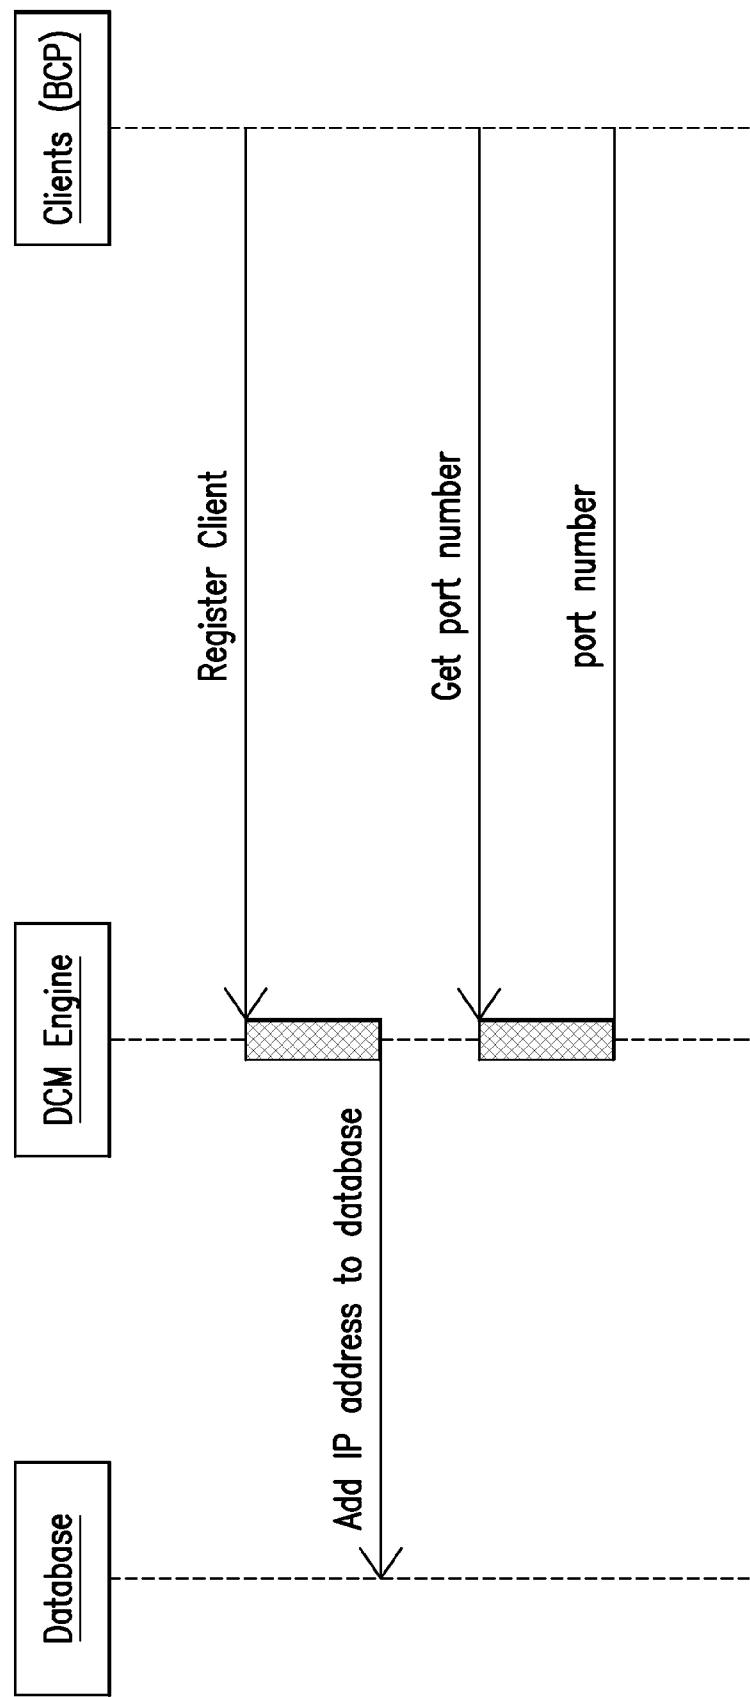 Database
DCM Engine
Clients (BCP)
Register Client
Add IP address to database
Get port number
port number